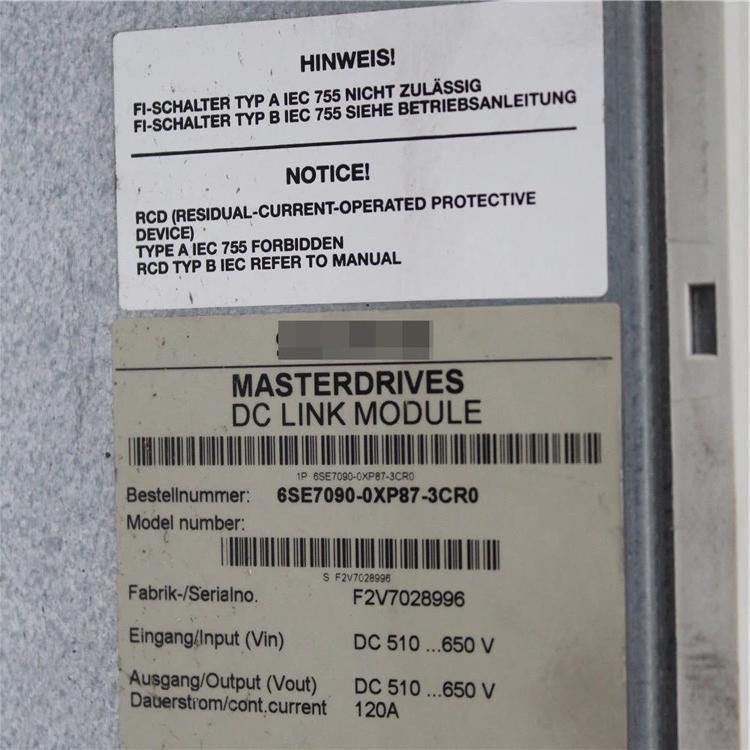 HINWEIS!
FI-SCHALTER TYP A IEC 755 NICHT ZULÄSSIG
FI-SCHALTER TYP B IEC 755 SIEHE BETRIEBSANLEITUNG
NOTICE!
RCD (RESIDUAL-CURRENT-OPERATED PROTECTIVE
DEVICE)
TYPE A IEC 755 FORBIDDEN
RCD TYP B IEC REFER TO MANUAL
MASTERDRIVES
DC LINK MODULE
1P 6SE7090-0XP87-3CR0
Bestellnummer: 6SE7090-0XP87-3CR0
Model number:
S F2V7028996
Fabrik-/Serialno. F2V7028996
Eingang/Input (Vin) DC 510 ...650 V
Ausgang/Output (Vout) DC 510 ...650 V
Dauerstrom/cont.current 120A